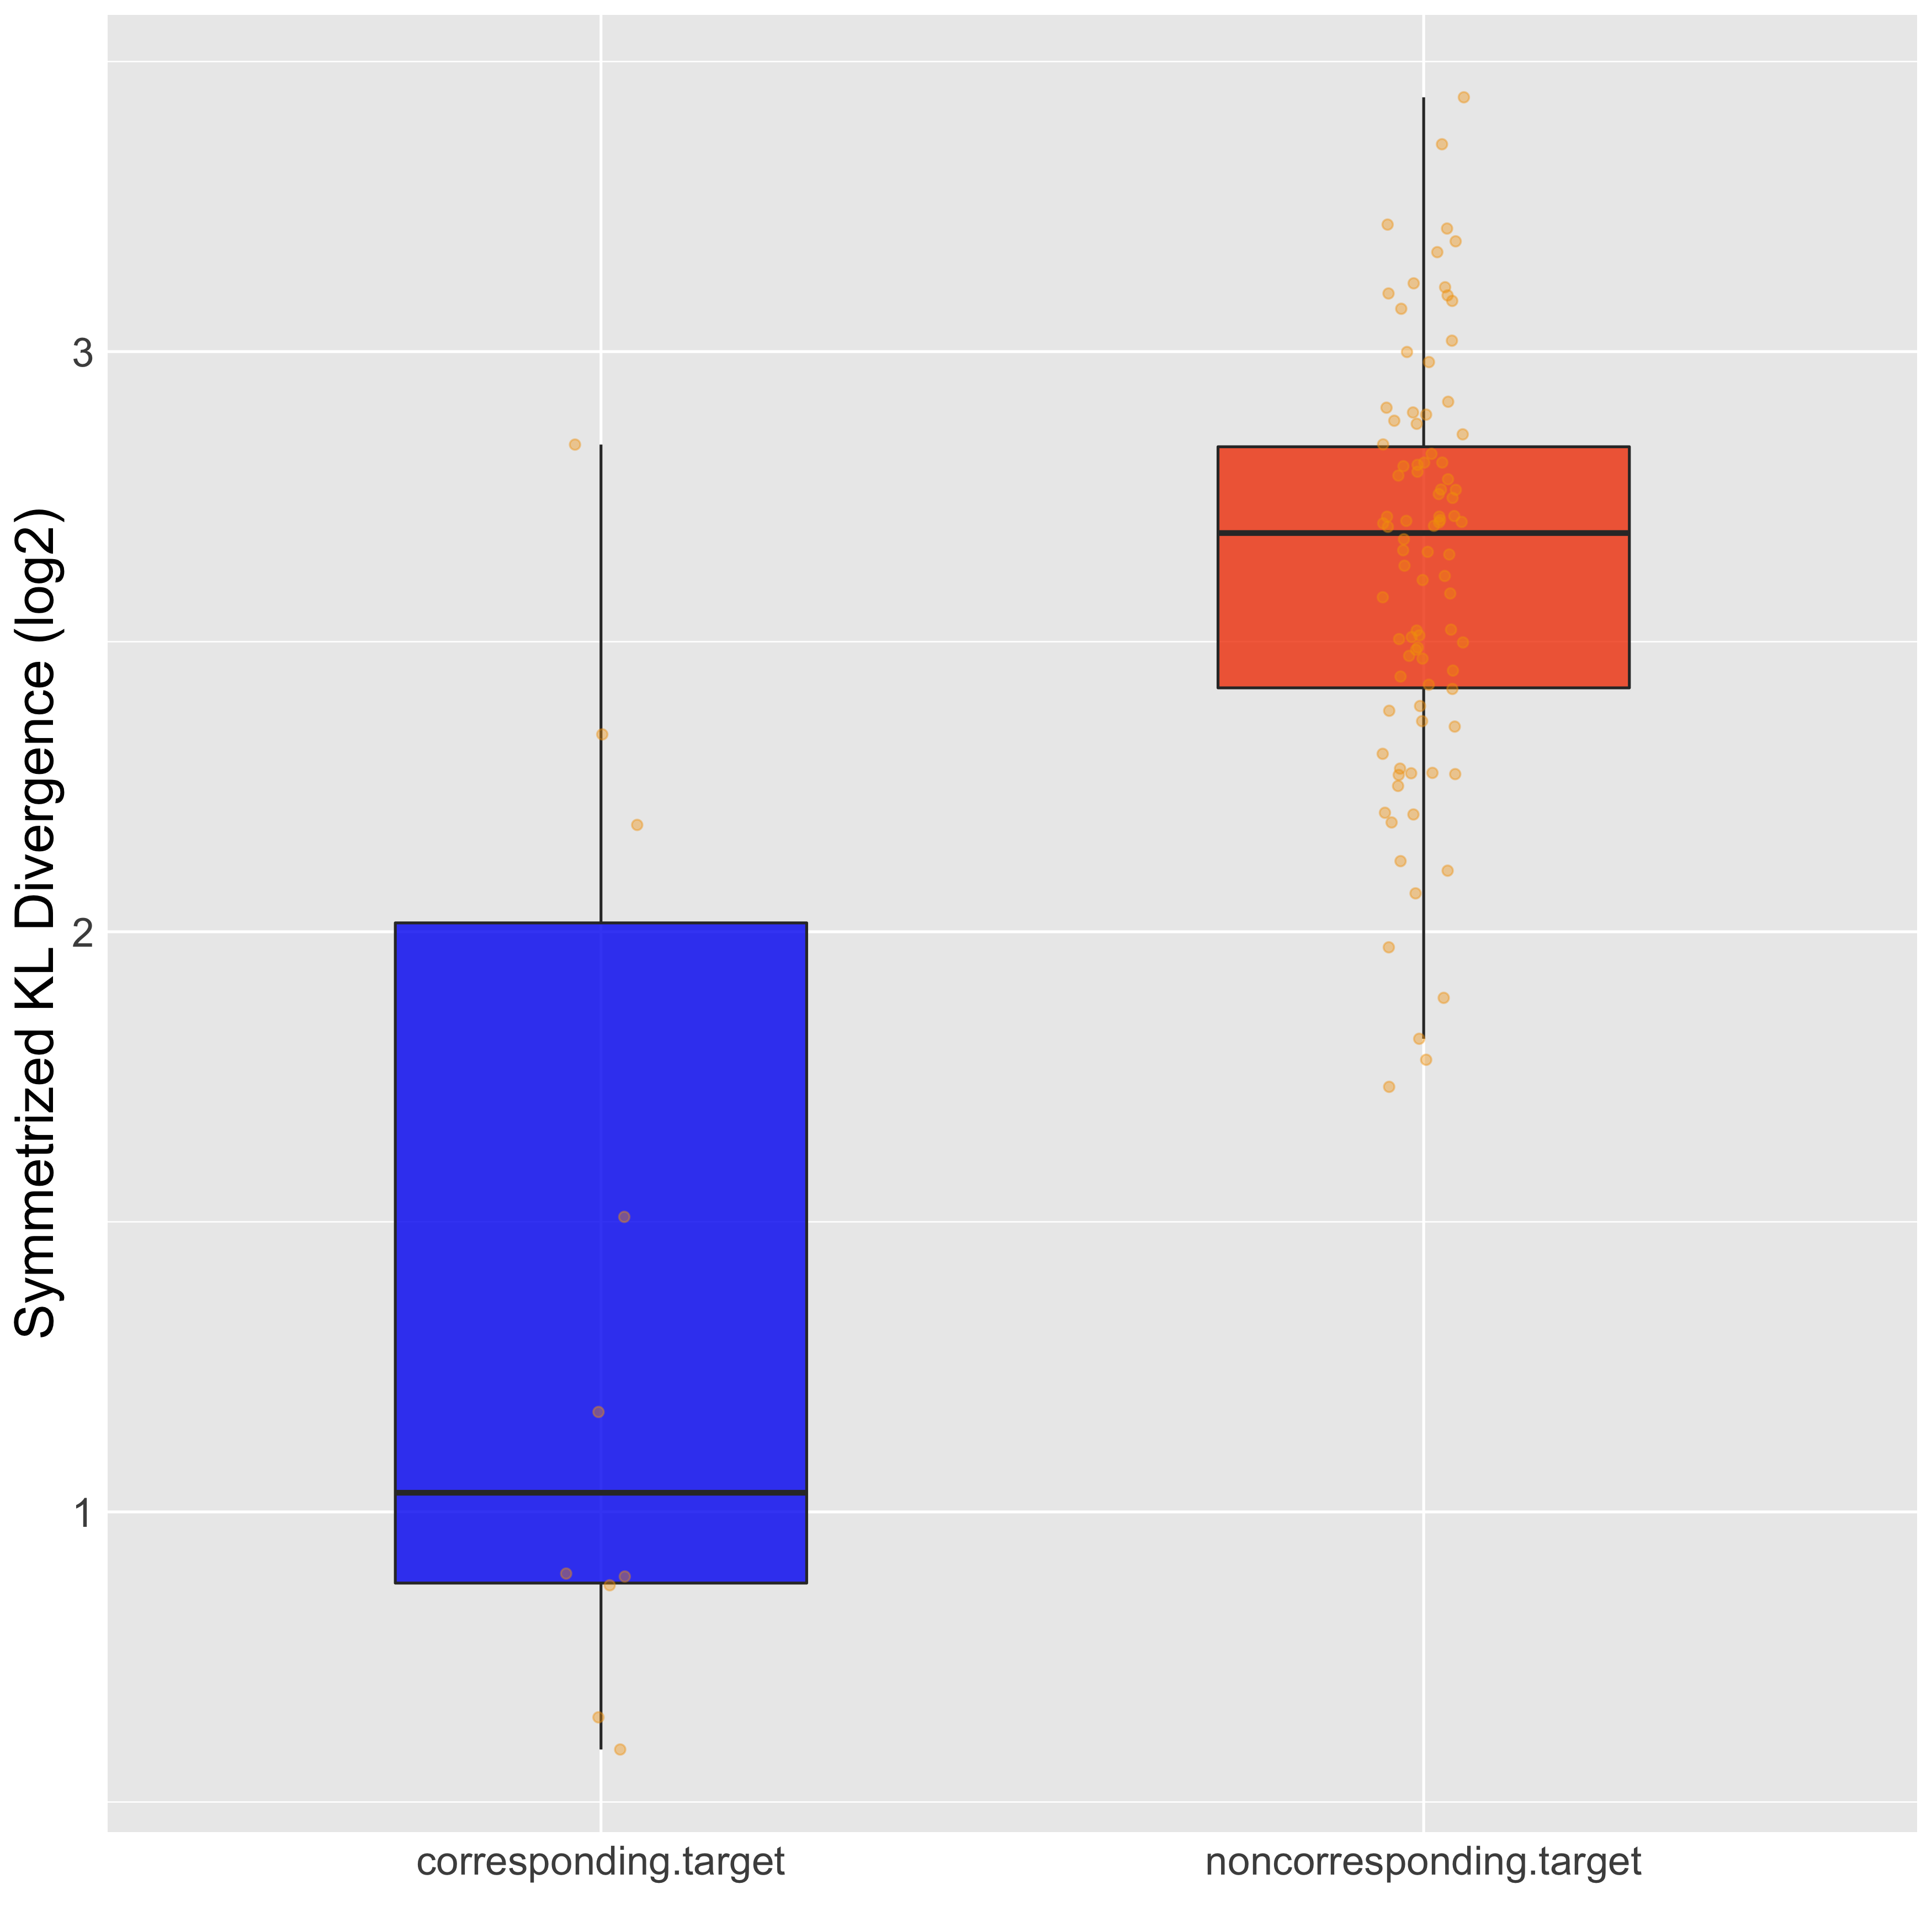 Symmetrized KL Divergence (log2)
3
2
1
corresponding.target
noncorresponding.target